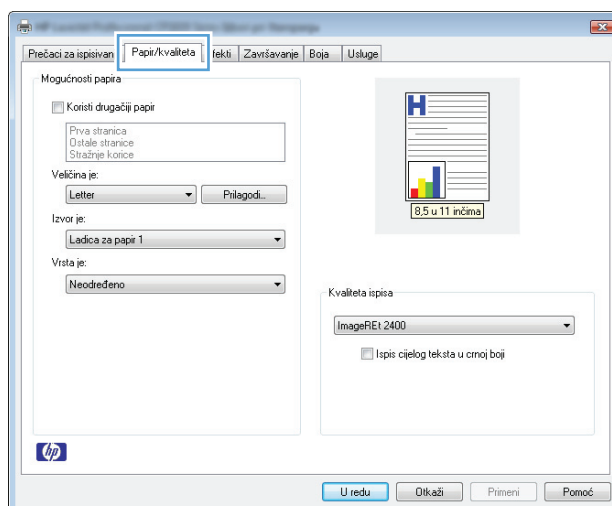 Prečaci za ispisivan
Papir/kvaliteta
fekti
Završavanje
Boja
Usluge
Mogućnosti papira
Koristi drugačiji papir
Prva stranica
Ostale stranice
Stražnje korice
Veličina je:
Letter
Prilagodi...
Izvor je:
Ladica za papir 1
Vrsta je:
Neodređeno
H
8,5 u 11 inčima
Kvaliteta ispisa
ImageREt 2400
Ispis cijelog teksta u crnoj boji
hp
U redu
Otkaži
Primeni
Pomoć